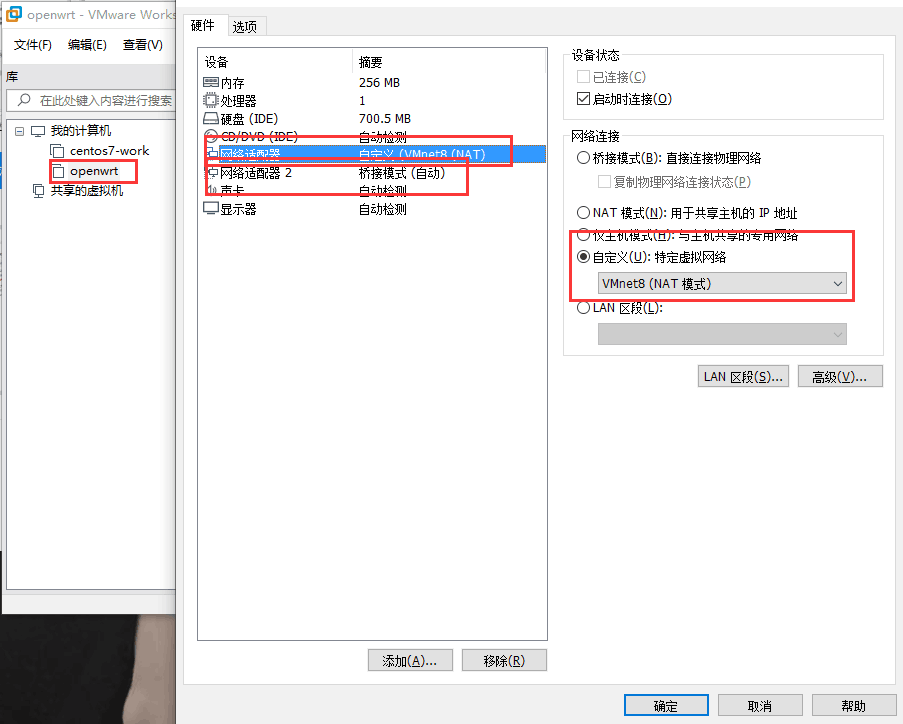 openwrt - VMware Works
文件(F) 编辑(E) 查看(V)
库
在此处键入内容进行搜索
我的计算机
centos7-work
openwrt
共享的虚拟机
硬件 选项
设备 摘要
内存 256 MB
处理器 1
硬盘 (IDE) 700.5 MB
CD/DVD (IDE) 自动检测
网络适配器 自定义 (VMnet8 (NAT)
网络适配器 2 桥接模式 (自动)
声卡 自动检测
显示器 自动检测
添加(A)... 移除(R)
设备状态
已连接(C)
启动时连接(O)
网络连接
桥接模式(B): 直接连接物理网络
复制物理网络连接状态(P)
NAT 模式(N): 用于共享主机的 IP 地址
仅主机模式(H): 与主机共享的专用网络
自定义(U): 特定虚拟网络
VMnet8 (NAT 模式)
LAN 区段(L):
LAN 区段(S)... 高级(V)...
确定 取消 帮助